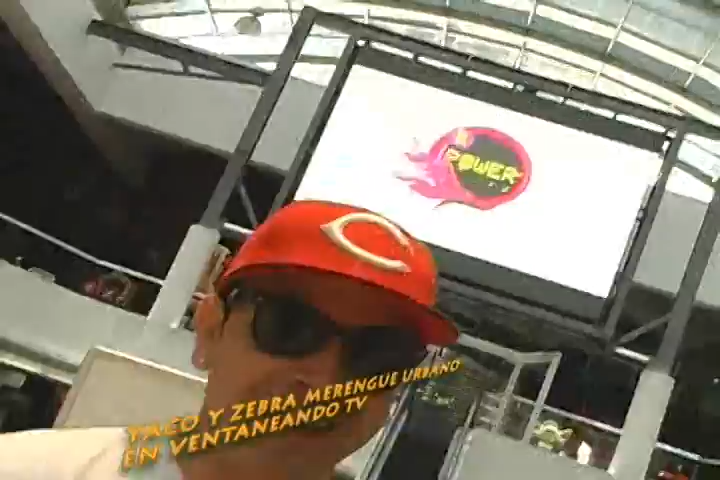 POWER
C
TACO Y ZEBRA MERENGUE URBANO
EN VENTANEANDO TV